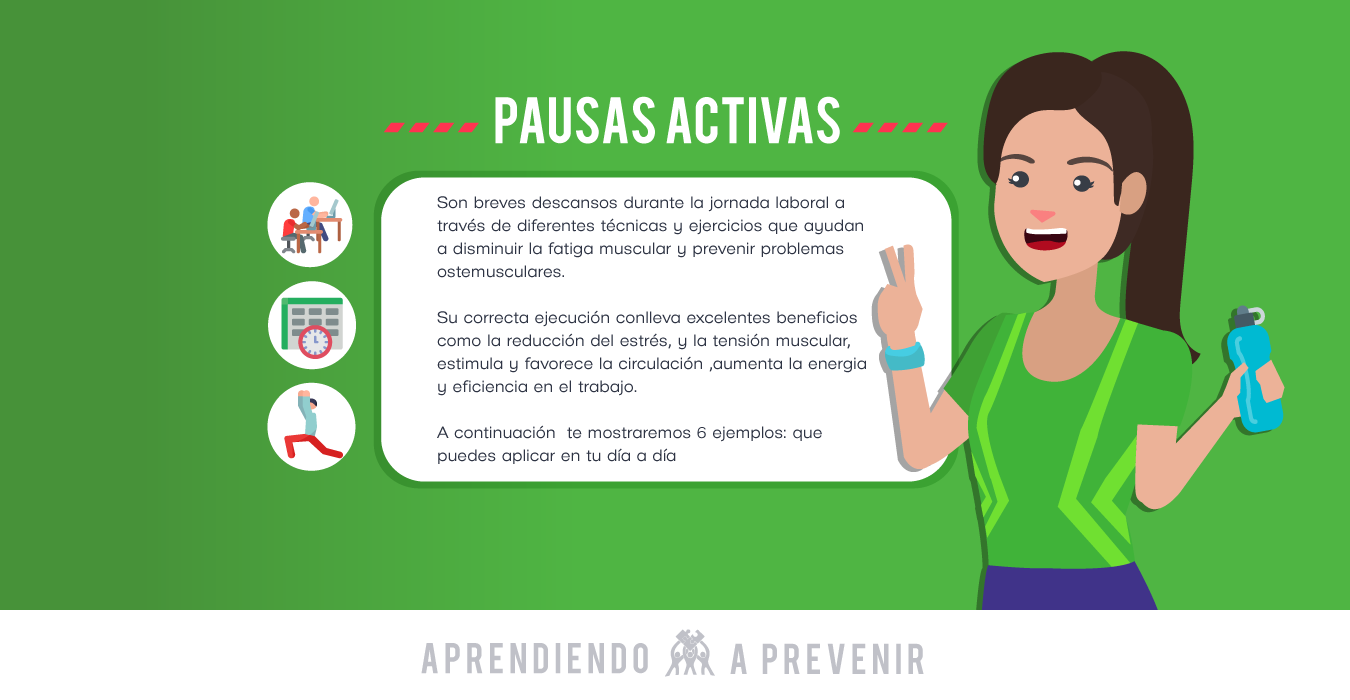 PAUSAS ACTIVAS
Son breves descansos durante la jornada laboral a
través de diferentes técnicas y ejercicios que ayudan
a disminuir la fatiga muscular y prevenir problemas
ostemusculares.
Su correcta ejecución conlleva excelentes beneficios
como la reducción del estrés, y la tensión muscular,
estimula y favorece la circulación ,aumenta la energia
y eficiencia en el trabajo.
A continuación  te mostraremos 6 ejemplos: que
puedes aplicar en tu día a día
APRENDIENDO A PREVENIR